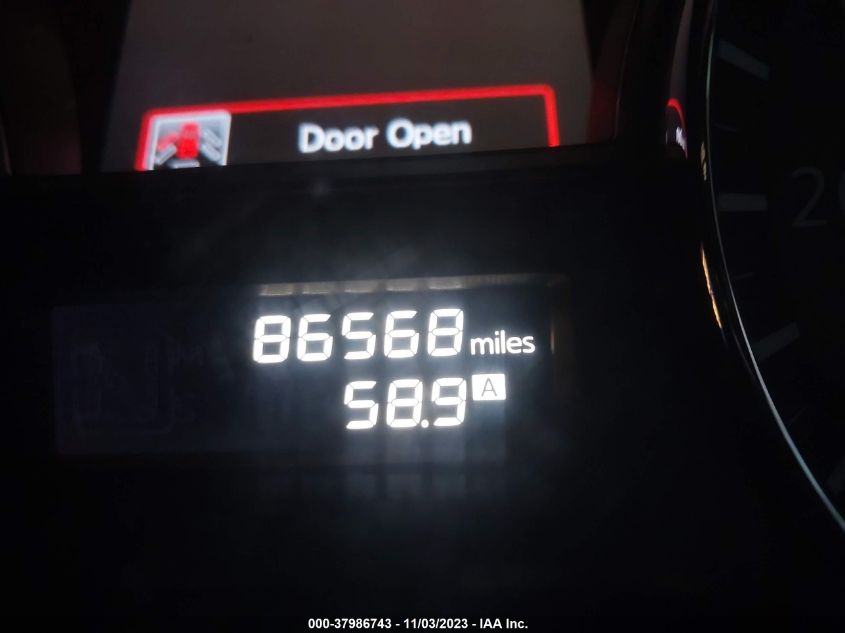 Door Open
86568 miles
58.9 A
000-37986743 - 11/03/2023 - IAA Inc.